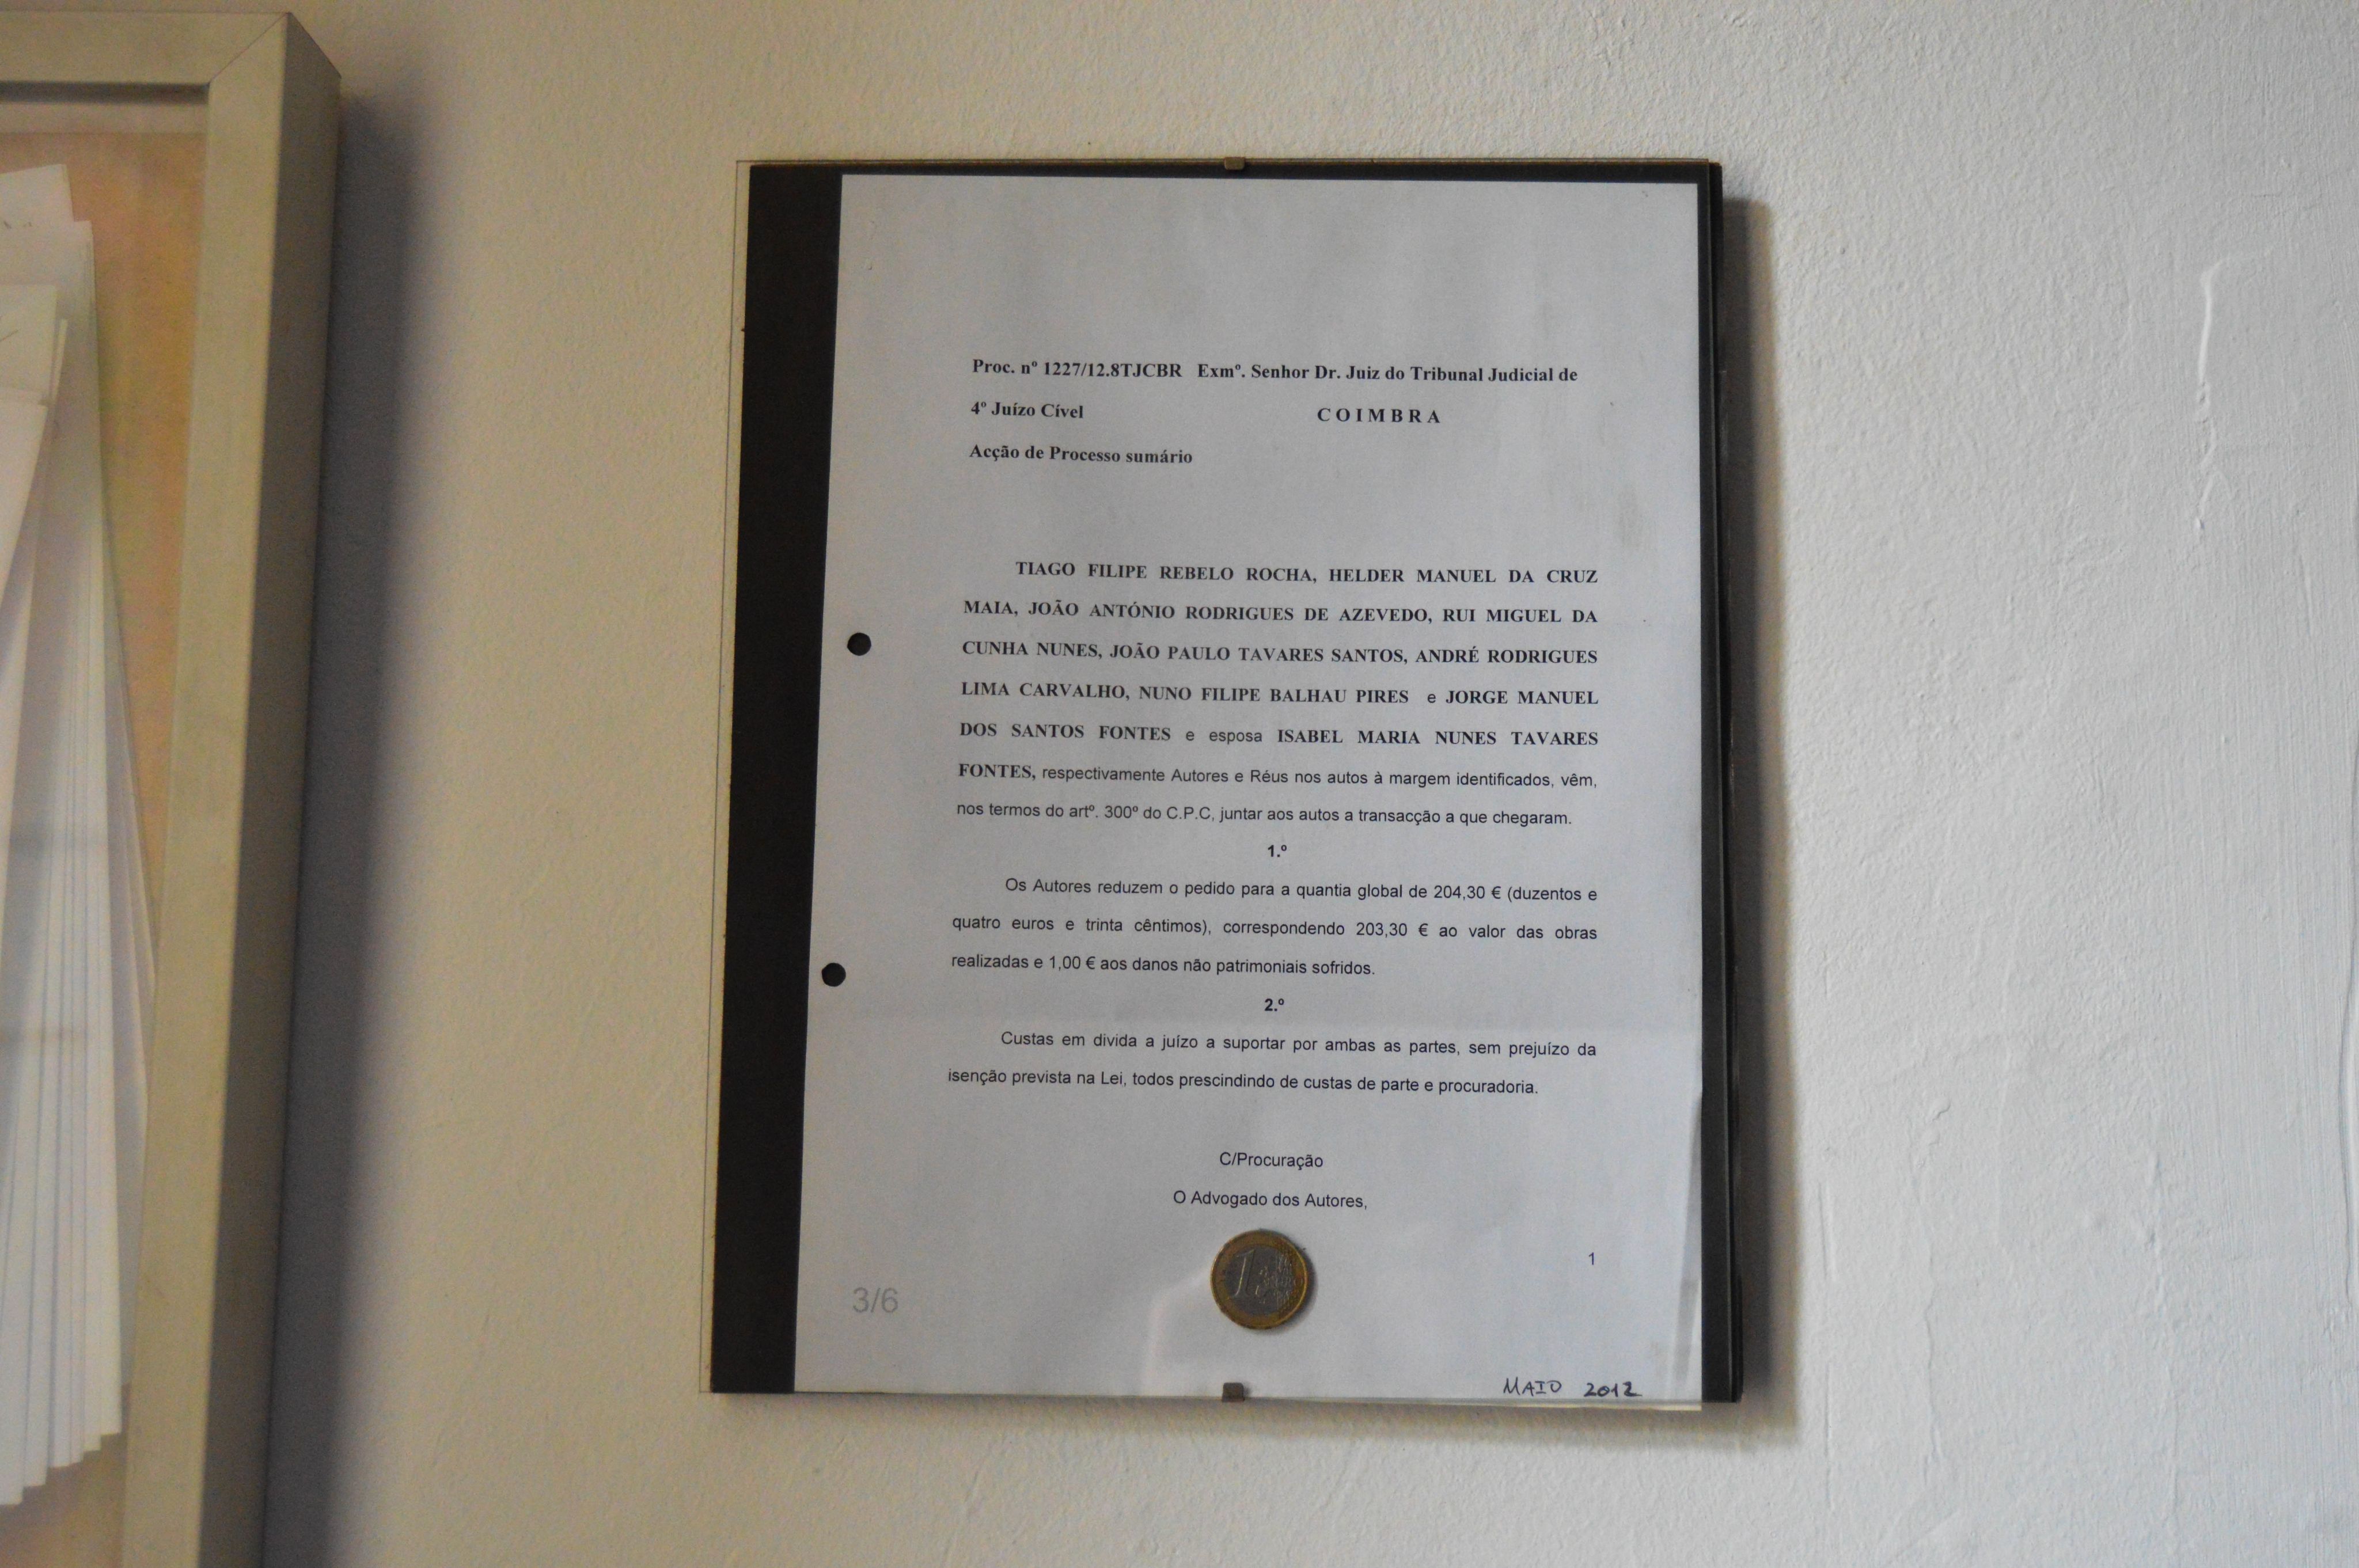 Proc. nº 1227/12.8TJCBR Exmº. Senhor Dr. Juiz do Tribunal Judicial de
4º Juízo Cível COIMBRA
Acção de Processo sumário
TIAGO FILIPE REBELO ROCHA, HELDER MANUEL DA CRUZ
MAIA, JOÃO ANTÓNIO RODRIGUES DE AZEVEDO, RUI MIGUEL DA
CUNHA NUNES, JOÃO PAULO TAVARES SANTOS, ANDRÉ RODRIGUES
LIMA CARVALHO, NUNO FILIPE BALHAU PIRES e JORGE MANUEL
DOS SANTOS FONTES e esposa ISABEL MARIA NUNES TAVARES
FONTES, respectivamente Autores e Réus nos autos à margem identificados, vêm,
nos termos do artº. 300º do C.P.C, juntar aos autos a transacção a que chegaram.
1.º
Os Autores reduzem o pedido para a quantia global de 204,30 € (duzentos e
quatro euros e trinta cêntimos), correspondendo 203,30 € ao valor das obras
realizadas e 1,00 € aos danos não patrimoniais sofridos.
2.º
Custas em divida a juízo a suportar por ambas as partes, sem prejuízo da
isenção prevista na Lei, todos prescindindo de custas de parte e procuradoria.
C/Procuração
O Advogado dos Autores,
1
1
3/6
MAIO 2012